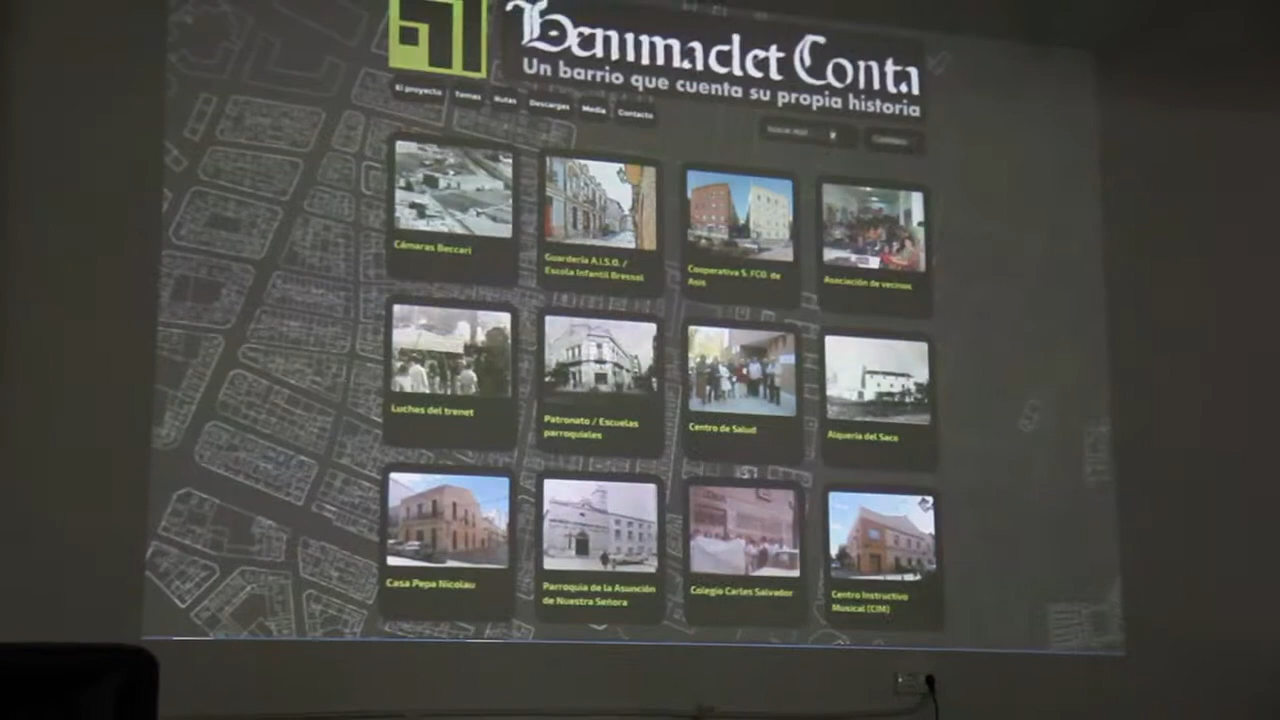 Benimaclet Conta
Un barrio que cuenta su propia historia
El proyecto Temas Rutas Descargas Media Contacto
Cámaras Beccari
Guardería A.I.S.O. /
Escola Infantil Bressol
Cooperativa S. FCO. de
Asis
Asociación de vecinos
Luchas del trenet
Patronato / Escuelas
parroquiales
Centro de Salud
Alquería del Saco
Casa Pepa Nicolau
Parroquia de la Asunción
de Nuestra Señora
Colegio Carles Salvador
Centro Instructivo
Musical (CIM)